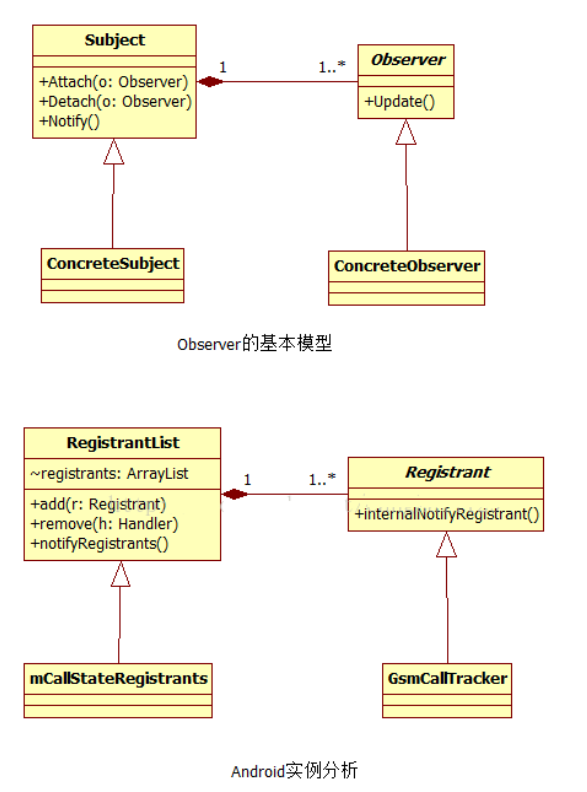 Subject
+Attach(o: Observer)
+Detach(o: Observer)
+Notify()
1
1..*
Observer
+Update()
ConcreteSubject
ConcreteObserver
Observer的基本模型
RegistrantList
~registrants: ArrayList
+add(r: Registrant)
+remove(h: Handler)
+notifyRegistrants()
1
1..*
Registrant
+internalNotifyRegistrant()
mCallStateRegistrants
GsmCallTracker
Android实例分析